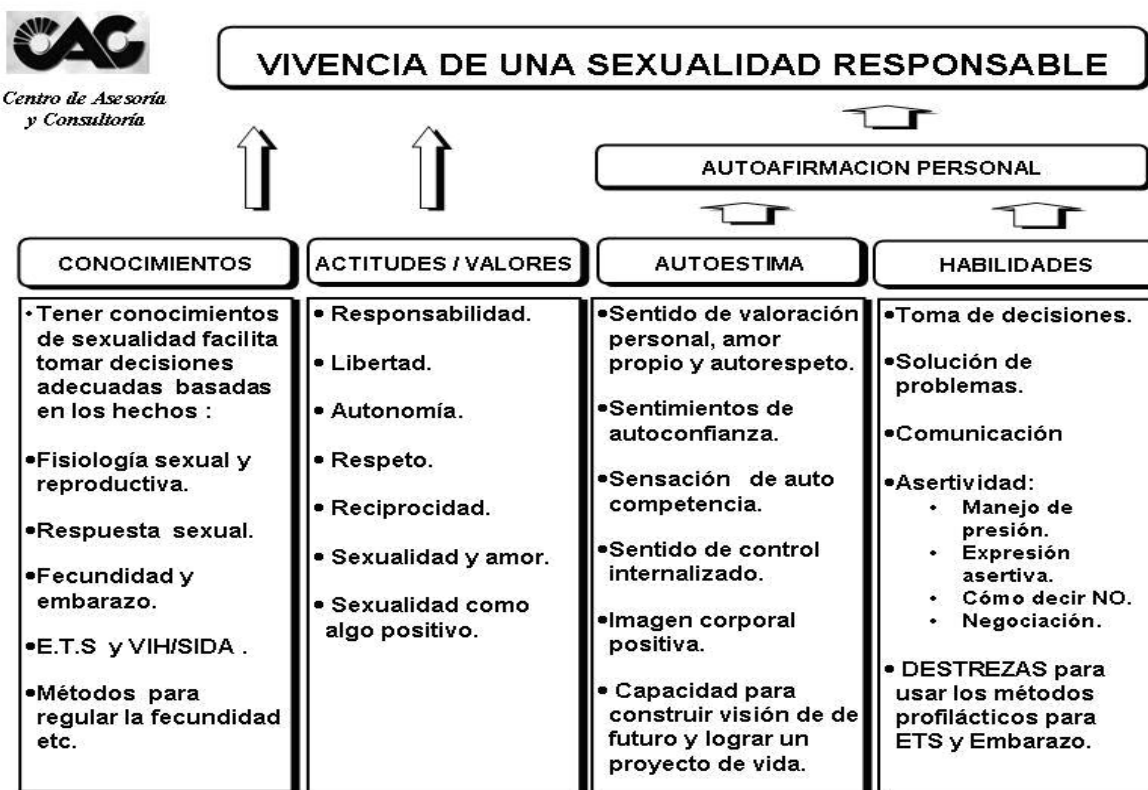 CAC
Centro de Asesoría
y Consultoría
VIVENCIA DE UNA SEXUALIDAD RESPONSABLE
AUTOAFIRMACION PERSONAL
CONOCIMIENTOS
• Tener conocimientos
de sexualidad facilita
tomar decisiones
adecuadas basadas
en los hechos :
•Fisiología sexual y
reproductiva.
•Respuesta sexual.
•Fecundidad y
embarazo.
•E.T.S y VIH/SIDA .
•Métodos para
regular la fecundidad
etc.
ACTITUDES / VALORES
• Responsabilidad.
• Libertad.
• Autonomía.
• Respeto.
• Reciprocidad.
• Sexualidad y amor.
• Sexualidad como
algo positivo.
AUTOESTIMA
•Sentido de valoración
personal, amor
propio y autorespeto.
•Sentimientos de
autoconfianza.
•Sensación de auto
competencia.
•Sentido de control
internalizado.
•Imagen corporal
positiva.
• Capacidad para
construir visión de de
futuro y lograr un
proyecto de vida.
HABILIDADES
•Toma de decisiones.
•Solución de
problemas.
•Comunicación
•Asertividad:
• Manejo de
presión.
• Expresión
asertiva.
• Cómo decir NO.
• Negociación.
• DESTREZAS para
usar los métodos
profilácticos para
ETS y Embarazo.